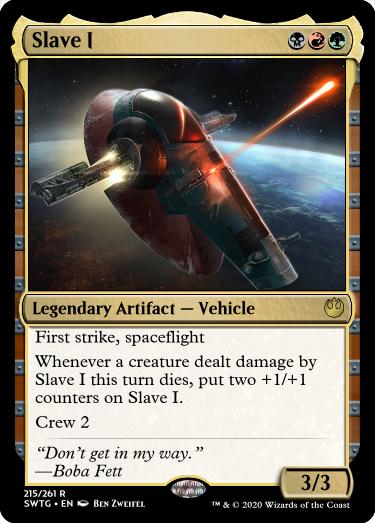 Slave I
First strike, spaceflight
Whenever a creature dealt damage by
Slave I this turn dies, put two +1/+1
counters on Slave I.
Crew 2
“Don’t get in my way.”
—Boba Fett
Legendary Artifact — Vehicle
3/3
215/261 R
SWTG • EN Ben Zweifel
™ & © 2020 Wizards of the Coast